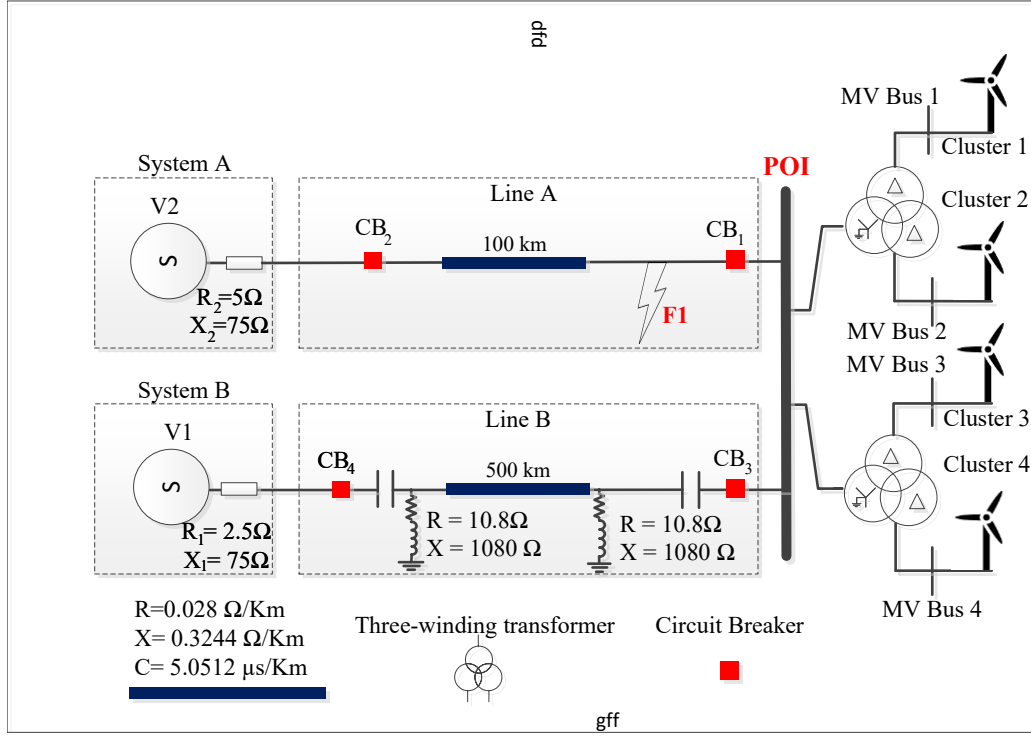 dfd
System A
V2
R2=5Ω
X2=75Ω
Line A
CB2
100 km
CB1
F1
POI
MV Bus 1
Cluster 1
Cluster 2
MV Bus 2
MV Bus 3
Cluster 3
Cluster 4
MV Bus 4
System B
V1
R1= 2.5Ω
X1= 75Ω
Line B
CB4
500 km
CB3
R = 10.8Ω
X = 1080 Ω
R = 10.8Ω
X = 1080 Ω
R=0.028 Ω/Km
X= 0.3244 Ω/Km
C= 5.0512 µs/Km
Three-winding transformer
Circuit Breaker
gff